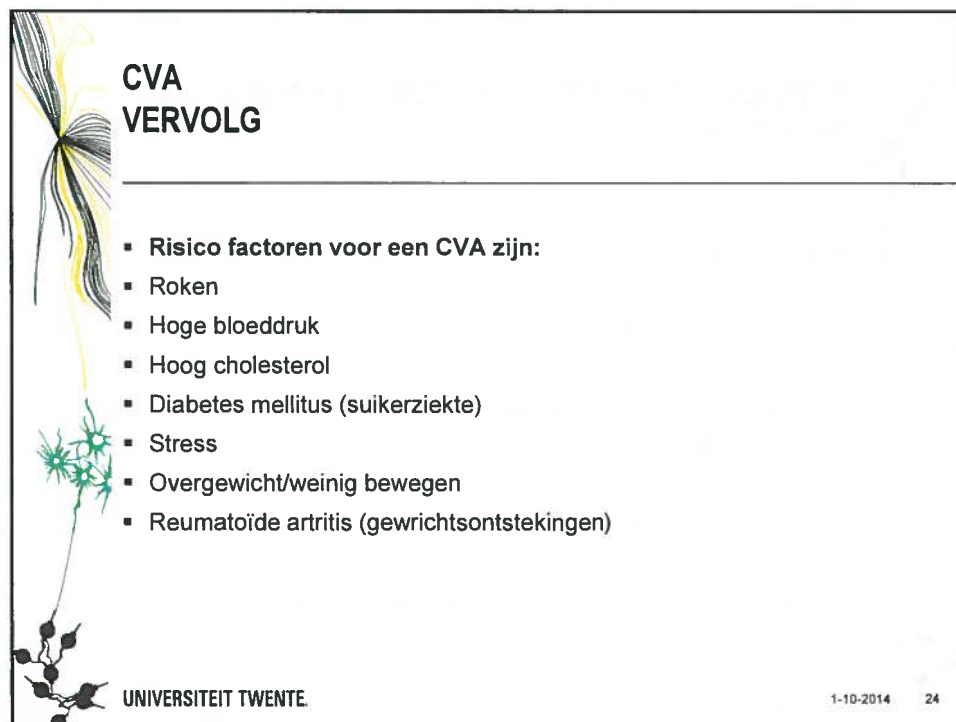 CVA
VERVOLG
▪ Risico factoren voor een CVA zijn:
▪ Roken
▪ Hoge bloeddruk
▪ Hoog cholesterol
▪ Diabetes mellitus (suikerziekte)
▪ Stress
▪ Overgewicht/weinig bewegen
▪ Reumatoïde artritis (gewrichtsontstekingen)
UNIVERSITEIT TWENTE.
1-10-2014 24